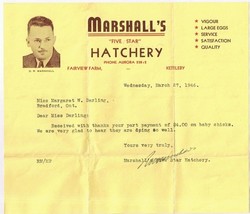 MARSHALL'S
"FIVE STAR"
HATCHERY
PHONE AURORA
FAIRVIEW FARM, KETTLEBY
• VIGOUR
• LARGE EGGS
• SERVICE
• SATISFACTION
• QUALITY
MARSHALL
Wednesday, March 27, 1946.
Miss Margaret W. Darling,
Bradford, Ont.
Dear Miss Darling:
Received with thanks your part payment of $4.00 on baby chicks.
We are very glad to hear they are doing so well.
Yours very truly,
Marshall's Star Hatchery.